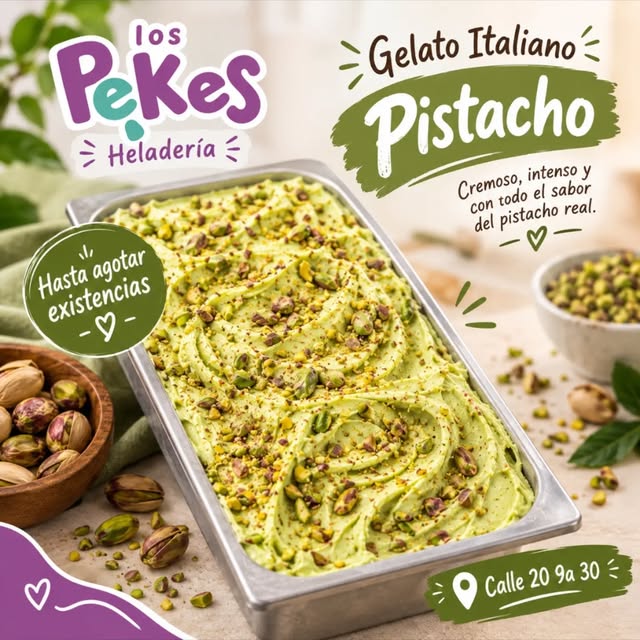 los
PeKes
Heladería
Gelato Italiano
Pistacho
Cremoso, intenso y
con todo el sabor
del pistacho real.
Hasta agotar
existencias
Calle 20 9a 30